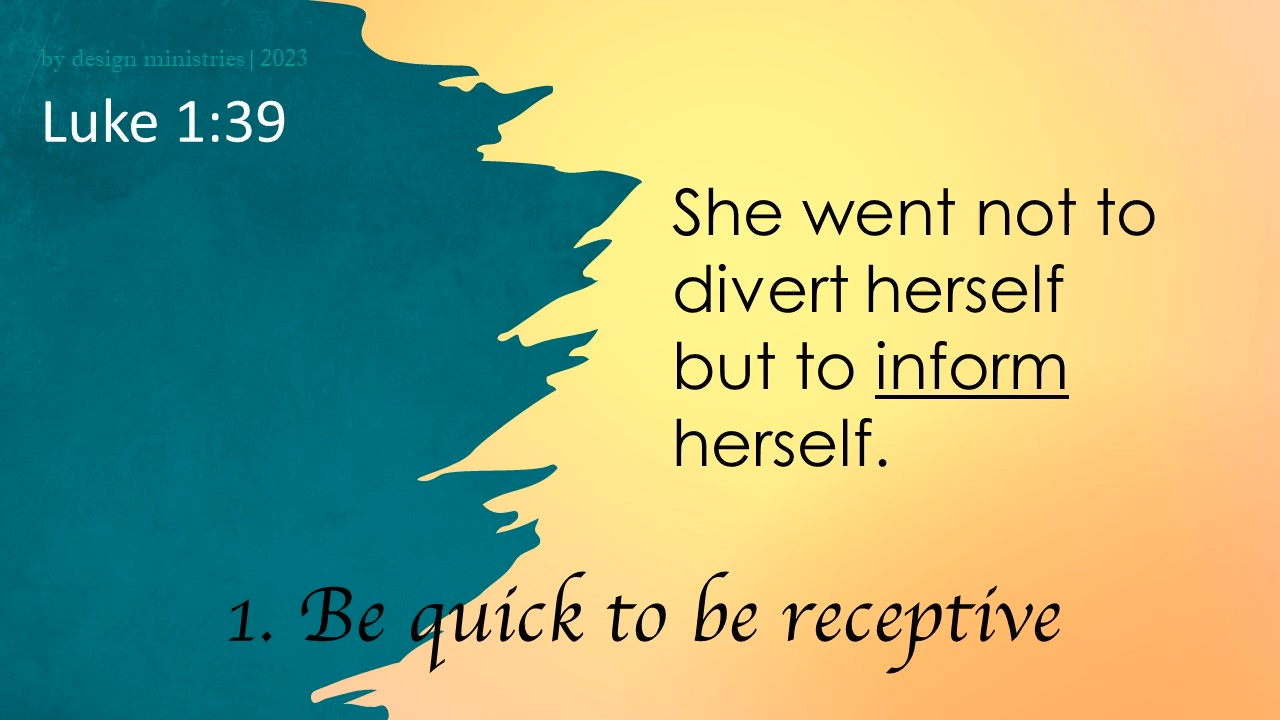 by design ministries| 2023
Luke 1:39
She went not to
divert herself
but to inform
herself.
1. Be quick to be receptive